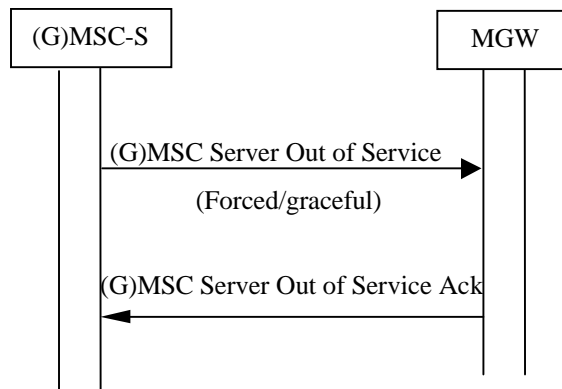 (G)MSC-S
MGW
(G)MSC Server Out of Service
(Forced/graceful)
(G)MSC Server Out of Service Ack